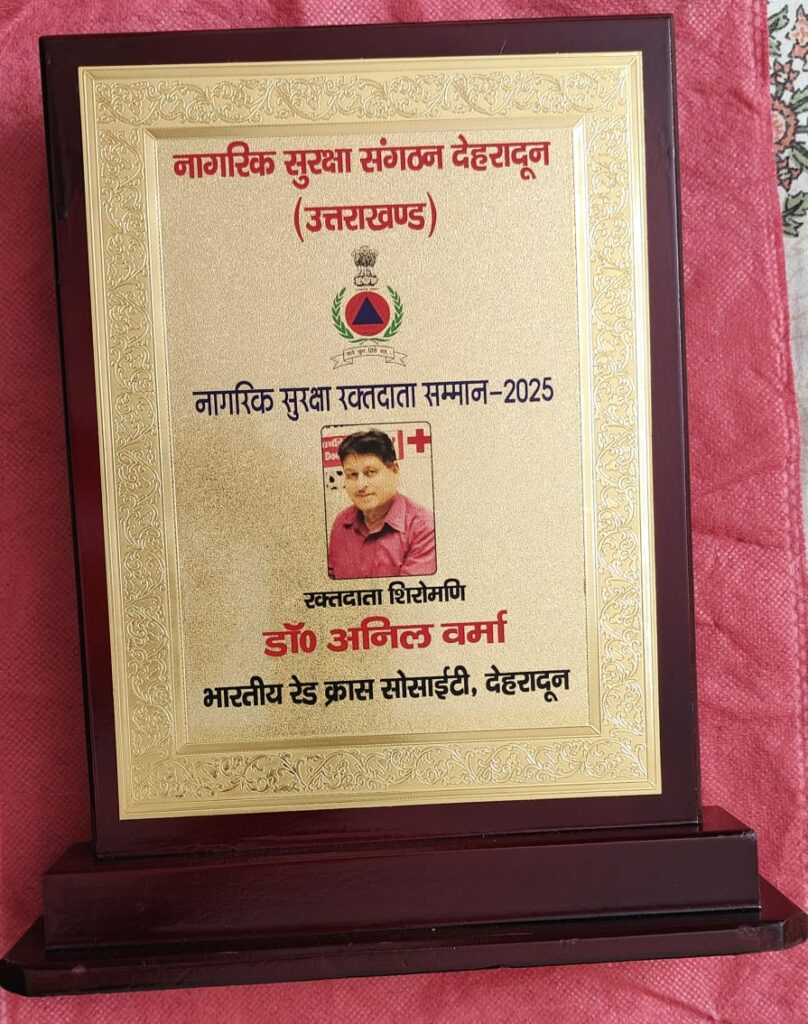 नागरिक सुरक्षा संगठन देहरादून
(उत्तराखण्ड)
नागरिक सुरक्षा रक्तदाता सम्मान-2025
रक्तदाता शिरोमणि
डॉ0 अनिल वर्मा
भारतीय रेड क्रास सोसाईटी, देहरादून